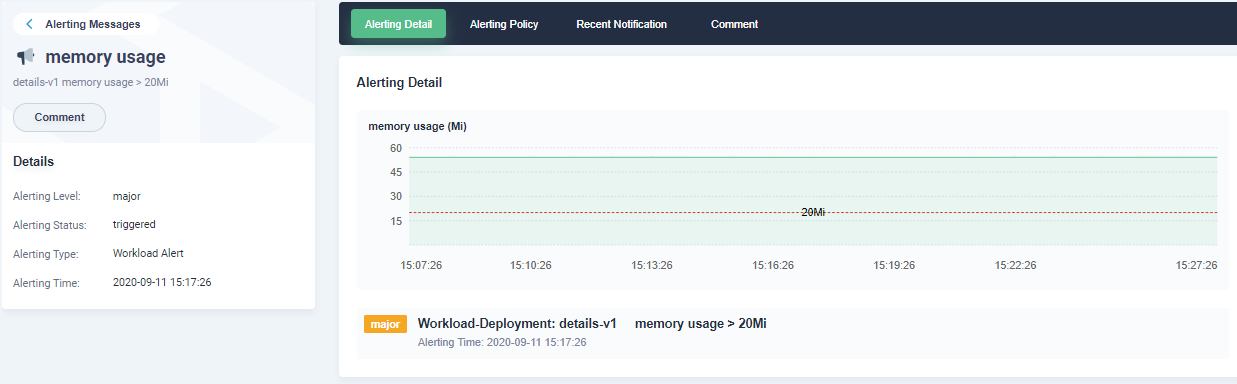 Alerting Messages
memory usage
details-v1 memory usage > 20Mi
Comment
Details
Alerting Level: major
Alerting Status: triggered
Alerting Type: Workload Alert
Alerting Time: 2020-09-11 15:17:26
Alerting Detail Alerting Policy Recent Notification Comment
Alerting Detail
memory usage (Mi)
60
45
30
20Mi
15
15:07:26 15:10:26 15:13:26 15:16:26 15:19:26 15:22:26 15:27:26
major Workload-Deployment: details-v1 memory usage > 20Mi
Alerting Time: 2020-09-11 15:17:26